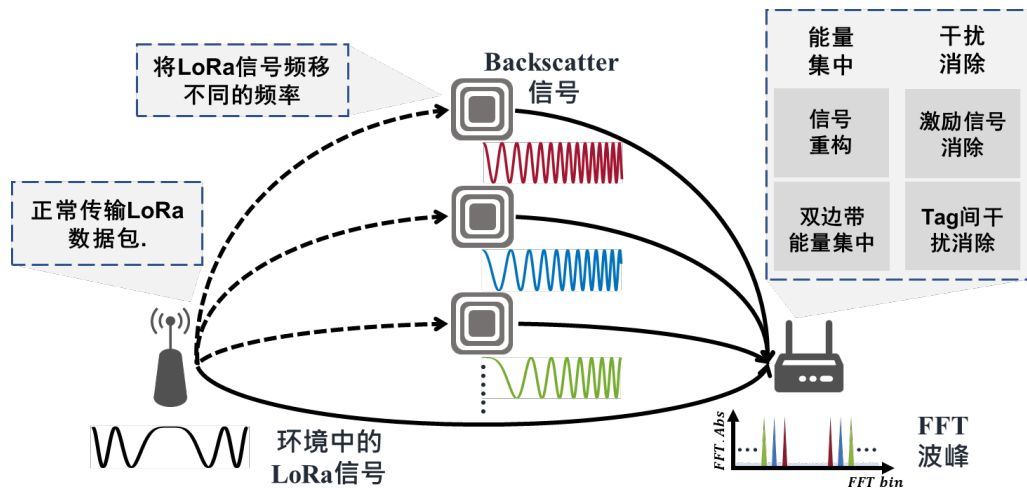 将LoRa信号频移
不同的频率
Backscatter
信号
能量
集中
干扰
消除
信号
重构
激励信号
消除
双边带
能量集中
Tag间干
扰消除
正常传输LoRa
数据包.
环境中的
LoRa信号
FFT Abs
FFT bin
FFT
波峰